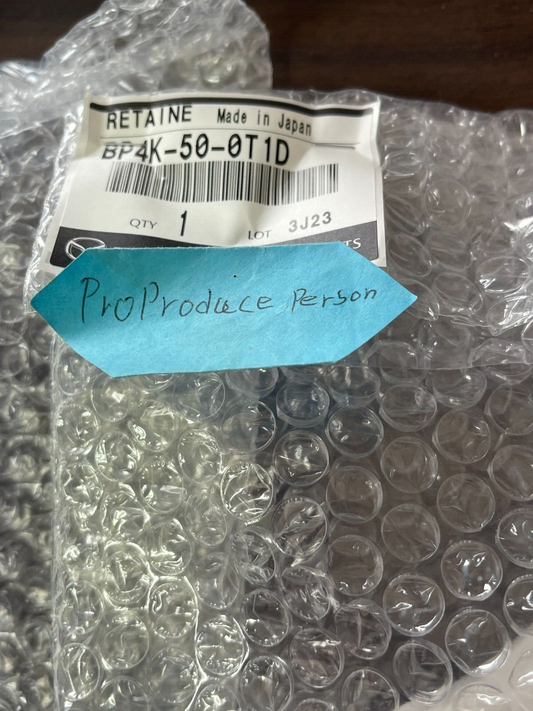 RETAINE Made in Japan
BP4K-50-0T1D
QTY 1 LOT 3J23
ProProduce Person